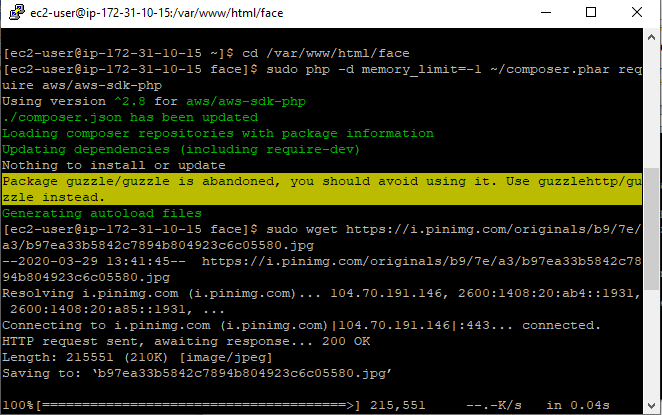 ec2-user@ip-172-31-10-15:/var/www/html/face
[ec2-user@ip-172-31-10-15 ~]$ cd /var/www/html/face
[ec2-user@ip-172-31-10-15 face]$ sudo php -d memory_limit=-1 ~/composer.phar req
uire aws/aws-sdk-php
Using version ^2.8 for aws/aws-sdk-php
./composer.json has been updated
Loading composer repositories with package information
Updating dependencies (including require-dev)
Nothing to install or update
Package guzzle/guzzle is abandoned, you should avoid using it. Use guzzlehttp/gu
zzle instead.
Generating autoload files
[ec2-user@ip-172-31-10-15 face]$ sudo wget https://i.pinimg.com/originals/b9/7e/
a3/b97ea33b5842c7894b804923c6c05580.jpg
--2020-03-29 13:41:45--  https://i.pinimg.com/originals/b9/7e/a3/b97ea33b5842c78
94b804923c6c05580.jpg
Resolving i.pinimg.com (i.pinimg.com)... 104.70.191.146, 2600:1408:20:ab4::1931,
 2600:1408:20:a85::1931, ...
Connecting to i.pinimg.com (i.pinimg.com)|104.70.191.146|:443... connected.
HTTP request sent, awaiting response... 200 OK
Length: 215551 (210K) [image/jpeg]
Saving to: ‘b97ea33b5842c7894b804923c6c05580.jpg’
100%[======================================>] 215,551     --.-K/s   in 0.04s